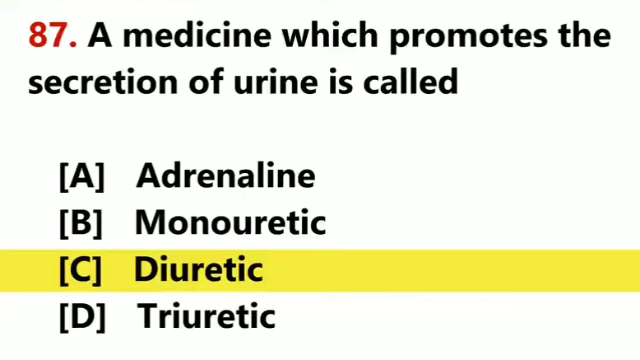 87. A medicine which promotes the
secretion of urine is called
[A] Adrenaline
[B] Monouretic
[C] Diuretic
[D] Triuretic